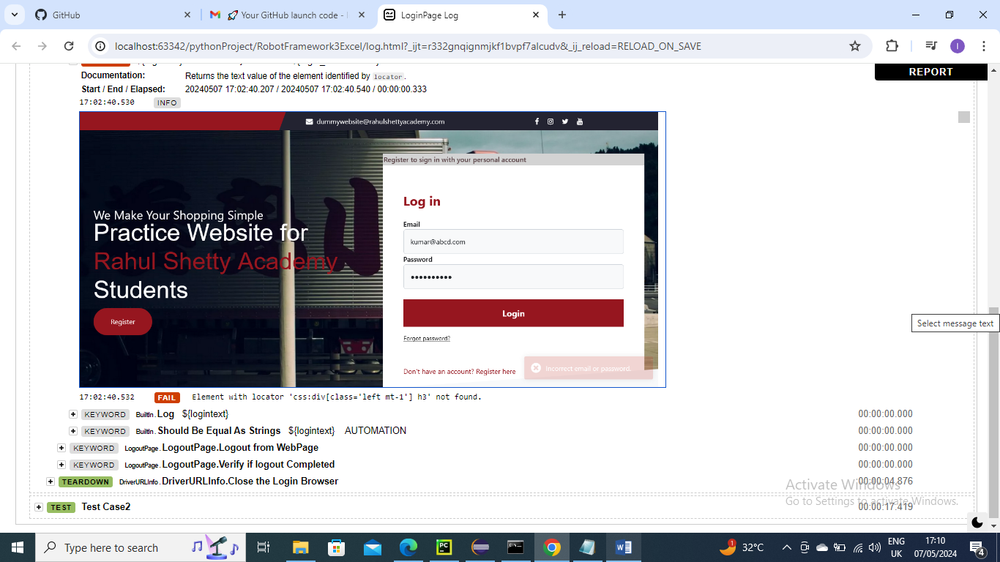 GitHub
Your GitHub launch code -
LoginPage Log
localhost:63342/pythonProject/RobotFramework3Excel/log.html?_ijt=r332gnqignmjkf1bvpf7alcudv&_ij_reload=RELOAD_ON_SAVE
I
REPORT
Documentation: Returns the text value of the element identified by locator.
Start / End / Elapsed: 20240507 17:02:40.207 / 20240507 17:02:40.540 / 00:00:00.333
17:02:40.530 INFO
dummywebsite@rahulshettyacademy.com
Register to sign in with your personal account
We Make Your Shopping Simple
Practice Website for
Rahul Shetty Academy
Students
Register
Log in
Email
kumar@abcd.com
Password
••••••••••
Login
Forgot password?
Don't have an account? Register here
Incorrect email or password.
Select message text
17:02:40.532 FAIL Element with locator 'css:div[class='left mt-1'] h3' not found.
KEYWORD BuiltIn.Log ${logintext} 00:00:00.000
KEYWORD BuiltIn.Should Be Equal As Strings ${logintext} AUTOMATION 00:00:00.000
KEYWORD LogoutPage.LogoutPage.Logout from WebPage 00:00:00.000
KEYWORD LogoutPage.LogoutPage.Verify if logout Completed 00:00:00.000
TEARDOWN DriverURLInfo.DriverURLInfo.Close the Login Browser 00:00:04.876
TEST Test Case2 00:00:17.419
Activate Windows
Go to Settings to activate Windows.
Type here to search
PC
W
1
32°C
ENG
UK
17:10
07/05/2024
4